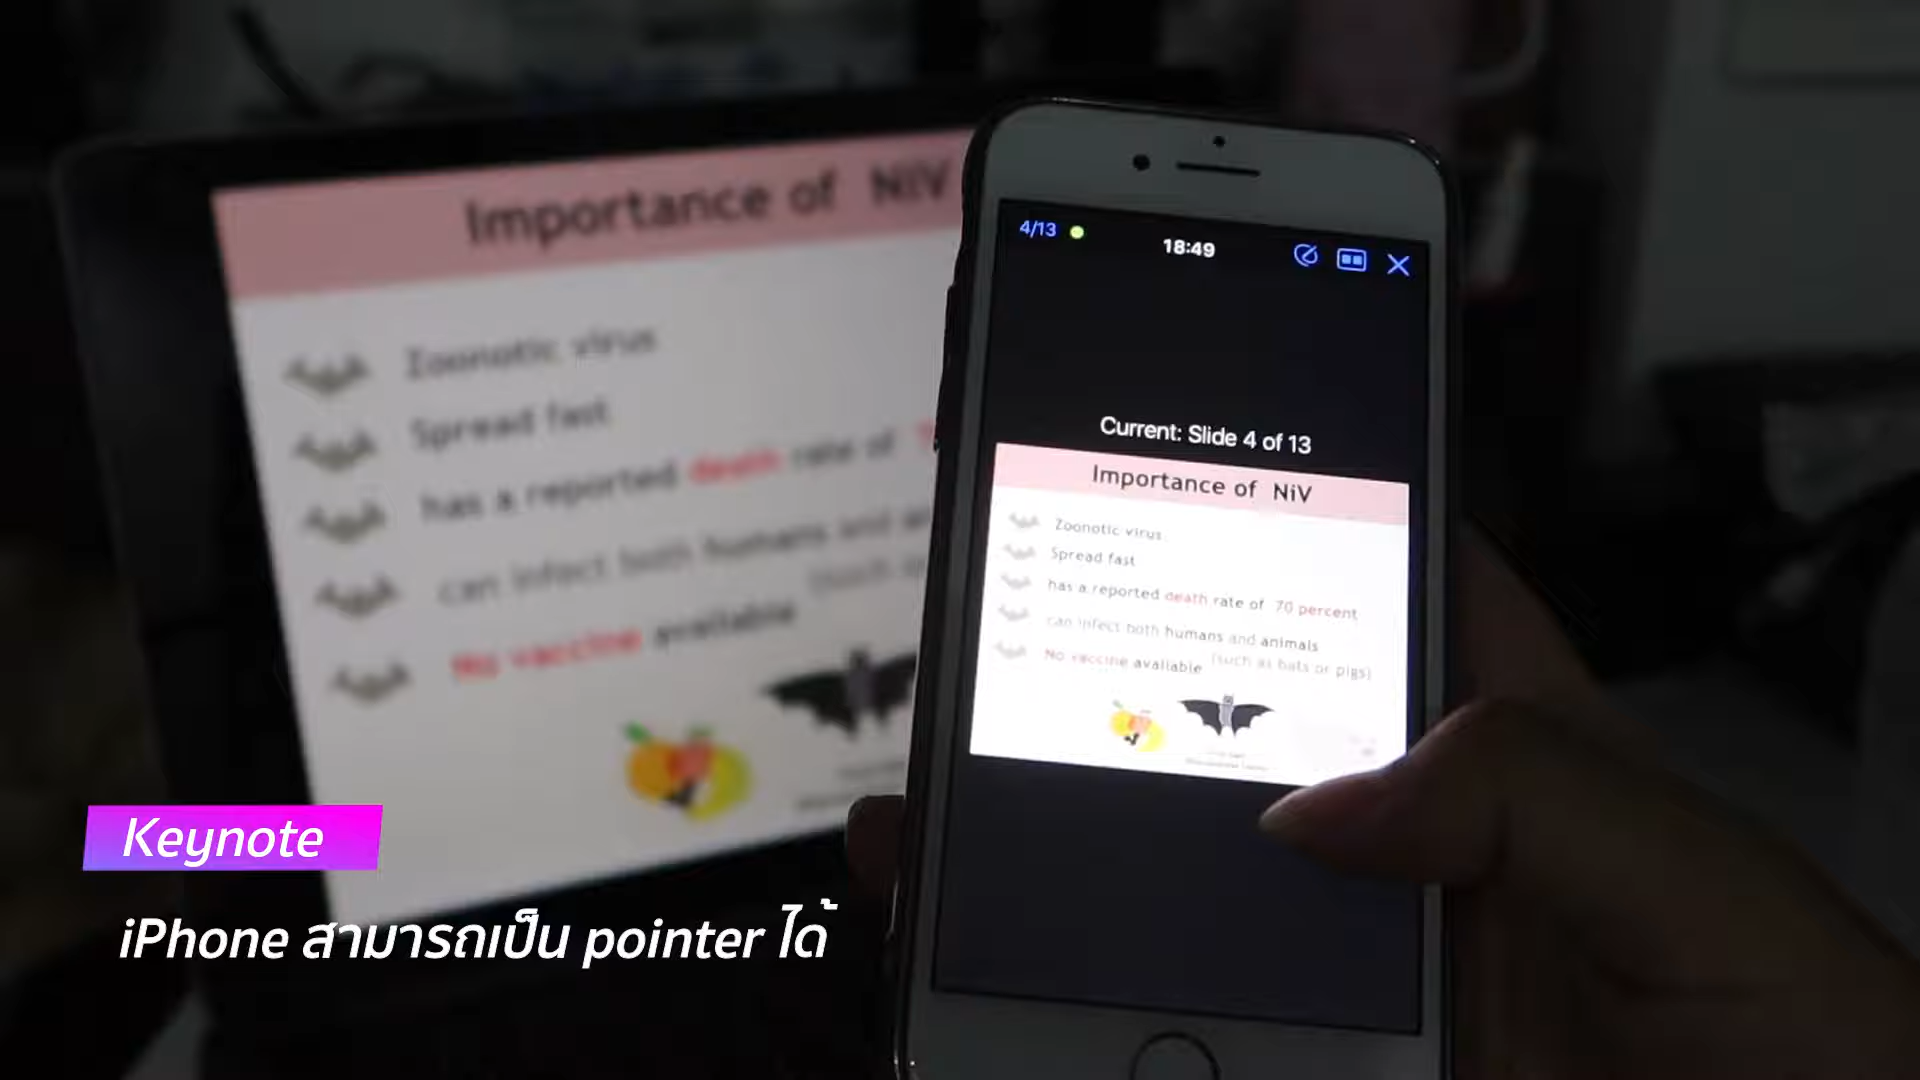 Importance of NiV
Zoonotic virus
Spread fast
has a reported death rate of
can infect both humans and
(such
No vaccine available
4/13
18:49
Current: Slide 4 of 13
Importance of NiV
Zoonotic virus
Spread fast
has a reported death rate of 70 percent
can infect both humans and animals
(such as bats or pigs)
No vaccine available
Keynote
iPhone สามารถเป็น pointer ได้